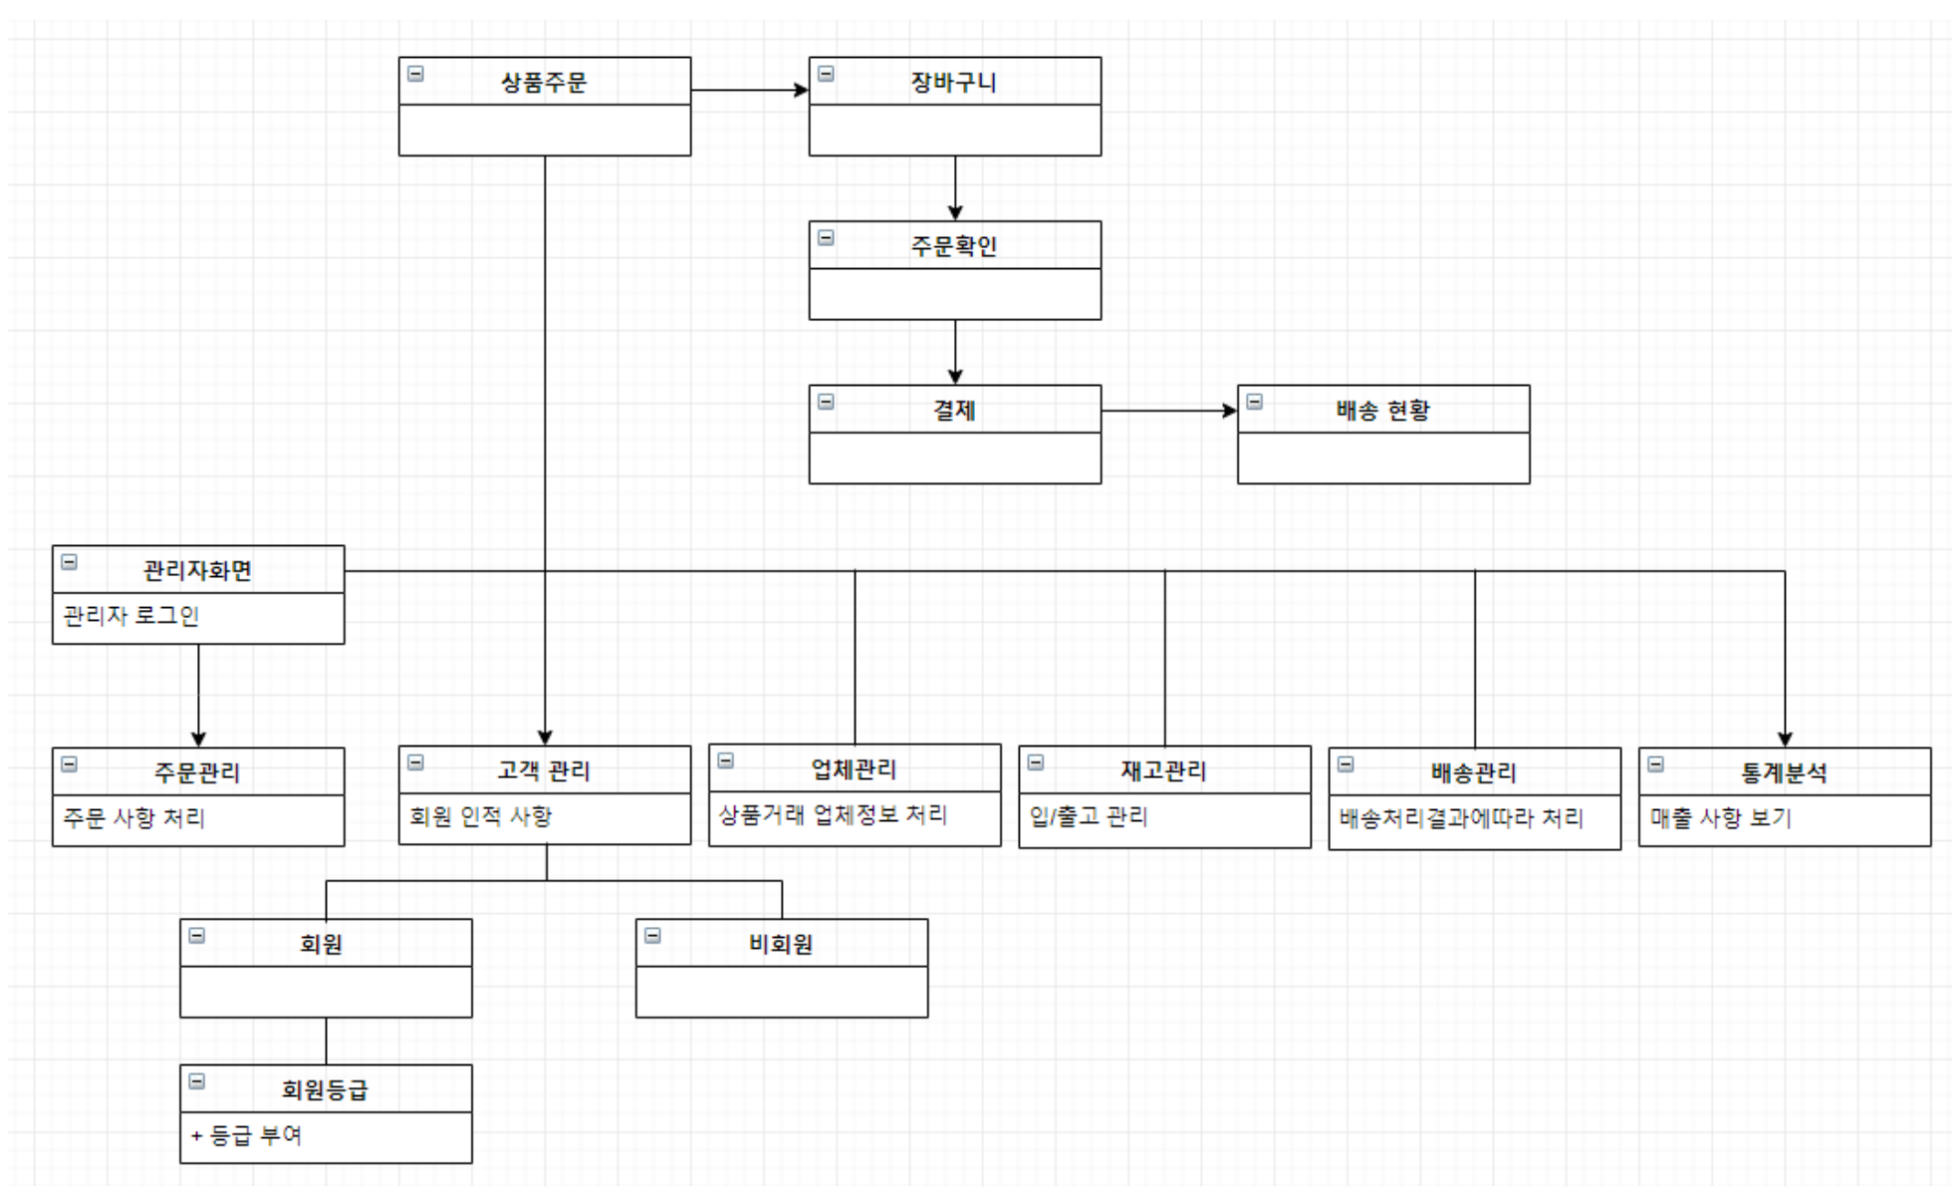 상품주문
장바구니
주문확인
결제
배송 현황
관리자화면
관리자 로그인
주문관리
주문 사항 처리
고객 관리
회원 인적 사항
업체관리
상품거래 업체정보 처리
재고관리
입/출고 관리
배송관리
배송처리결과에따라 처리
통계분석
매출 사항 보기
회원
비회원
회원등급
+ 등급 부여